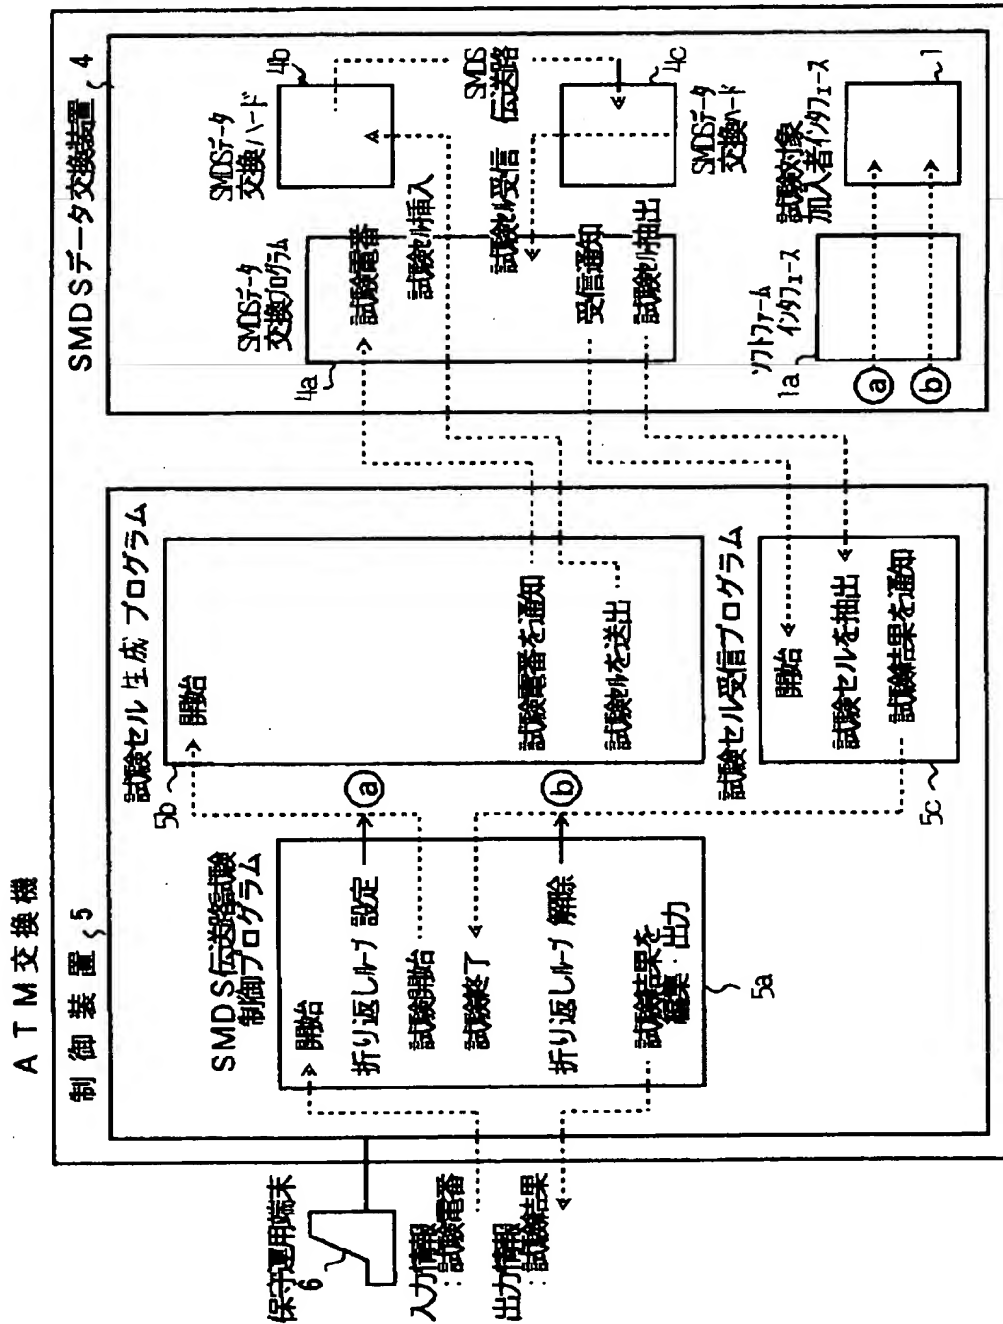 ATM交換機
制御装置 5
SMDSデータ交換装置 4
保守運用端末
6
入力情報
:試験電番
出力情報
:試験結果
SMDS伝送路試験
制御プログラム
開始
折り返しループ 設定
試験開始
試験終了
折り返しループ 解除
試験結果を
編集・出力
5a
a
b
試験セル生成プログラム
5b
開始
試験電番を通知
試験セルを送出
試験セル受信プログラム
開始
試験セルを抽出
試験結果を通知
5c
SMDSデータ
交換プログラム
4a
試験電番
試験セル挿入
試験セル受信
受信通知
試験セル抽出
SMDSデータ
交換ハード
4b
SMDS
伝送路
4c
SMDSデータ
交換ハード
ソフトファーム
インタフェース
1a
a
b
試験対象
加入者インタフェース
1